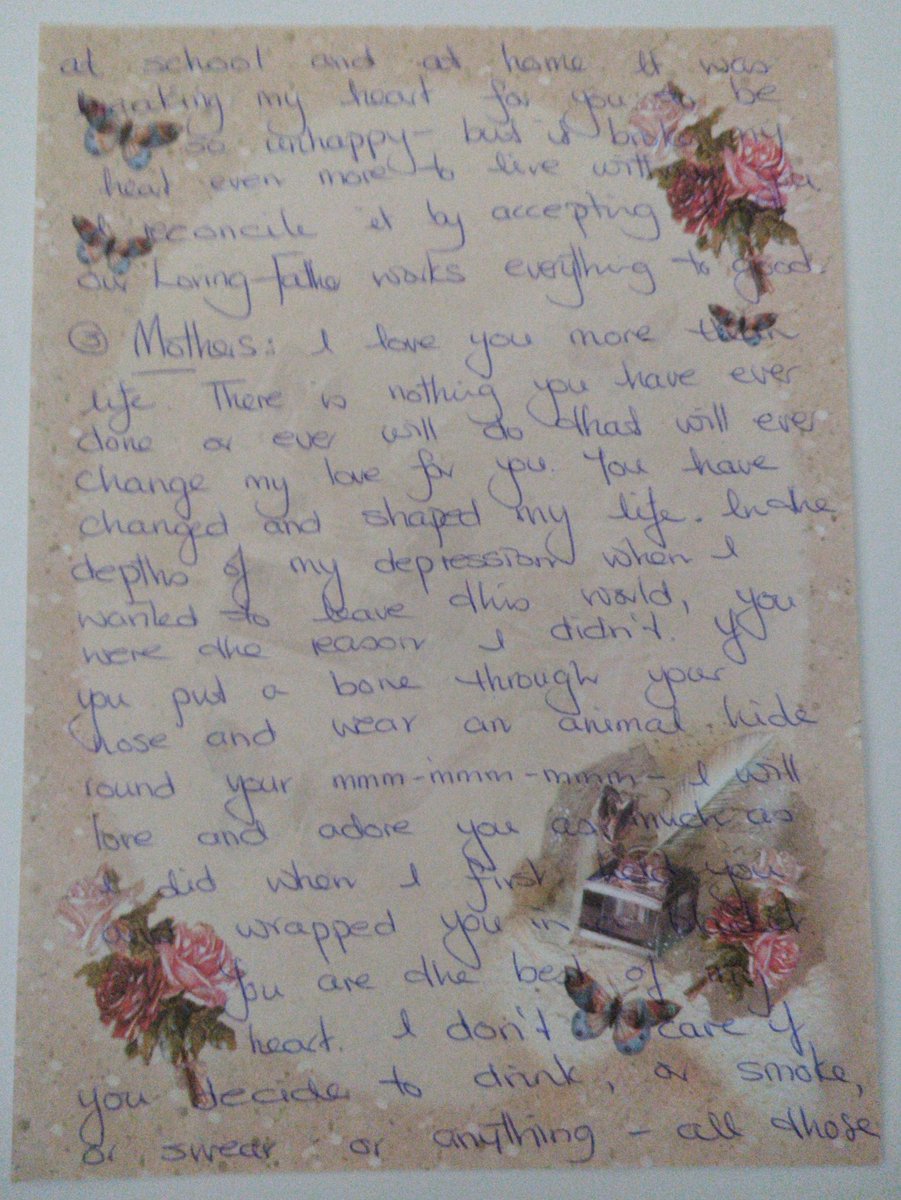 at school and at home. It was
breaking my heart for you to be
so unhappy - but it broke my
heat even more to live with
I reconcile it by accepting
our Loving-Father works everything to good.
③ Mothers: I love you more than
life. There is nothing you have ever
done or ever will do that will ever
change my love for you. You have
changed and shaped my life. In the
depths of my depression when I
wanted to leave this world, you
were the reason I didn't. If
you put a bone through your
nose and wear an animal hide
round your mmm-mmm-mmm- I will
love and adore you as much as
I did when I first held you
and wrapped you in
You are the best of my
heart. I don't care if
you decide to drink, or smoke,
or swear or anything - all those